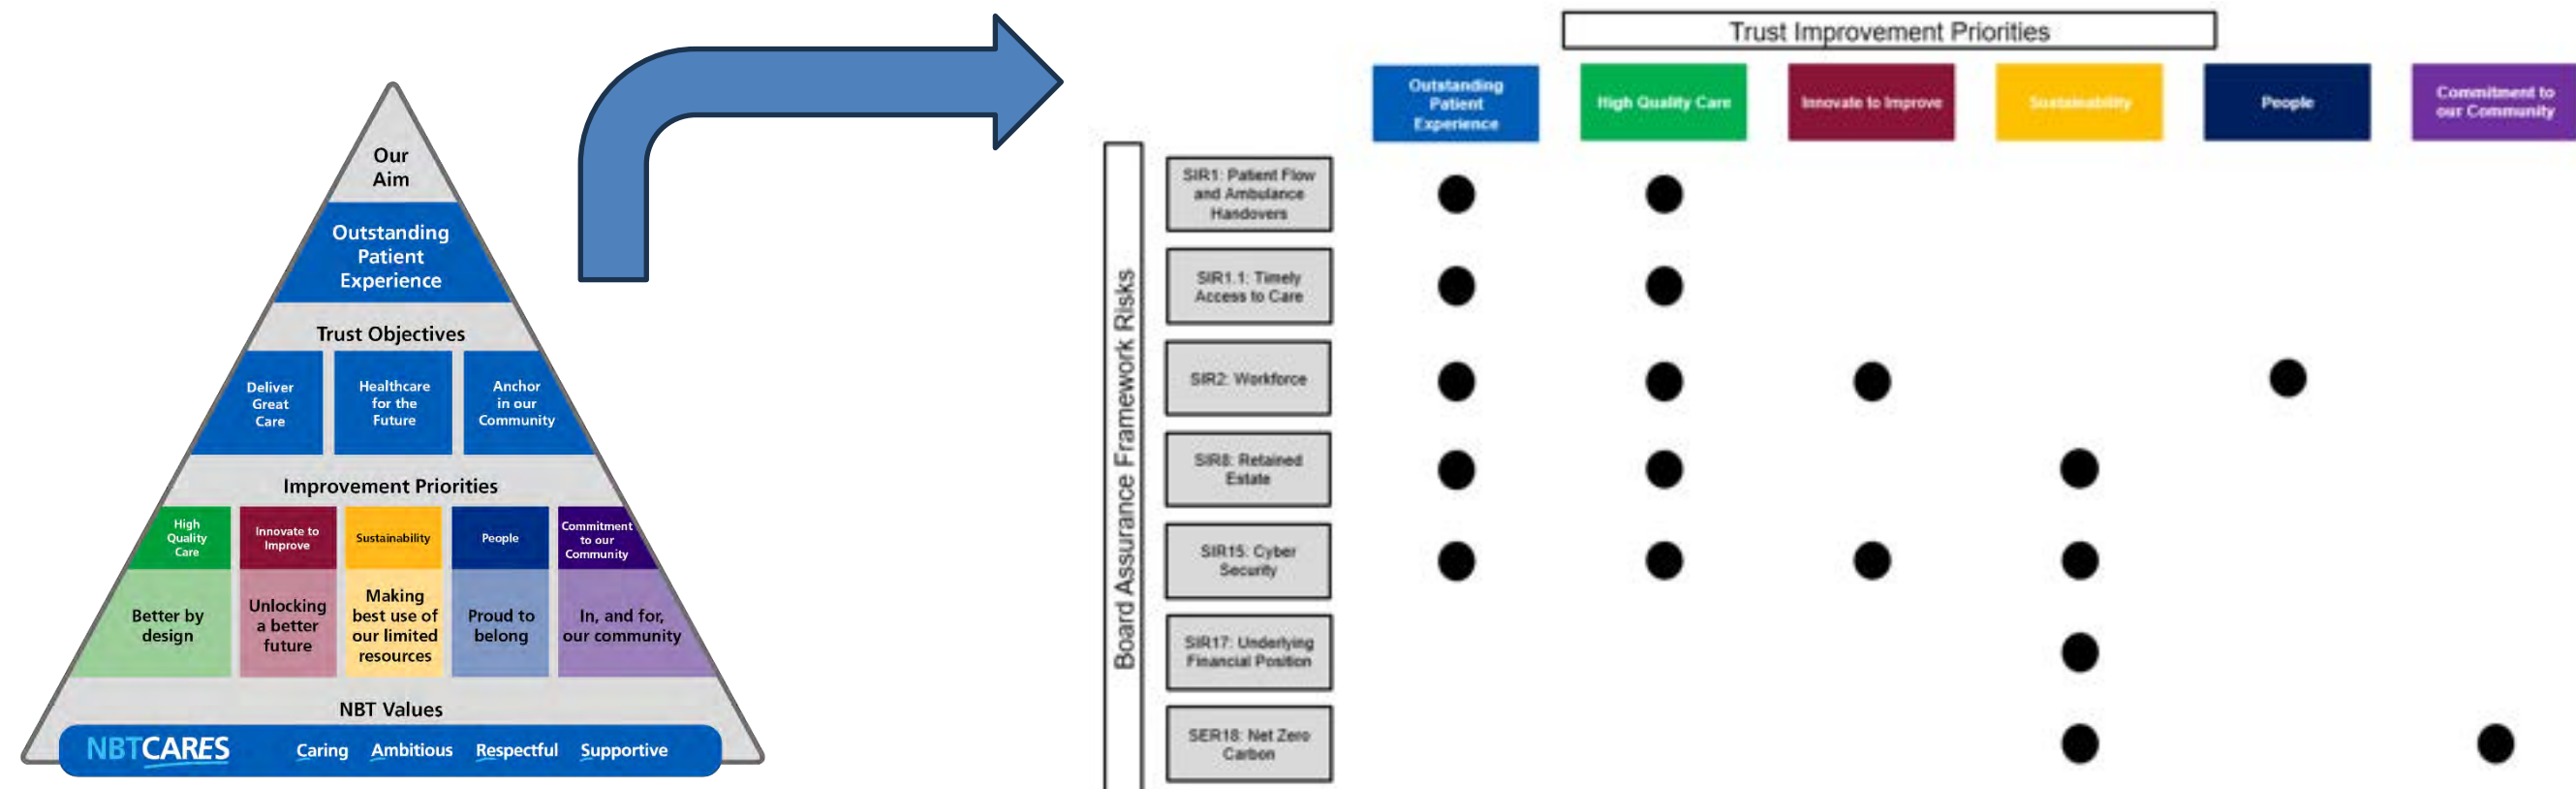 Our
Aim
Outstanding
Patient
Experience
Trust Objectives
Deliver
Great
Care
Healthcare
for the
Future
Anchor
in our
Community
Improvement Priorities
High
Quality
Care
Innovate to
Improve
Sustainability
People
Commitment
to our
Community
Better by
design
Unlocking
a better
future
Making
best use of
our limited
resources
Proud to
belong
In, and for,
our community
NBT Values
NBTCARES
Caring Ambitious Respectful Supportive
Trust Improvement Priorities
Outstanding
Patient
Experience
High Quality Care
Innovate to Improve
Sustainability
People
Commitment to
our Community
Board Assurance Framework Risks
SIR1: Patient Flow
and Ambulance
Handovers
SIR1.1: Timely
Access to Care
SIR2: Workforce
SIR8: Retained
Estate
SIR15: Cyber
Security
SIR17: Underlying
Financial Position
SER18: Net Zero
Carbon